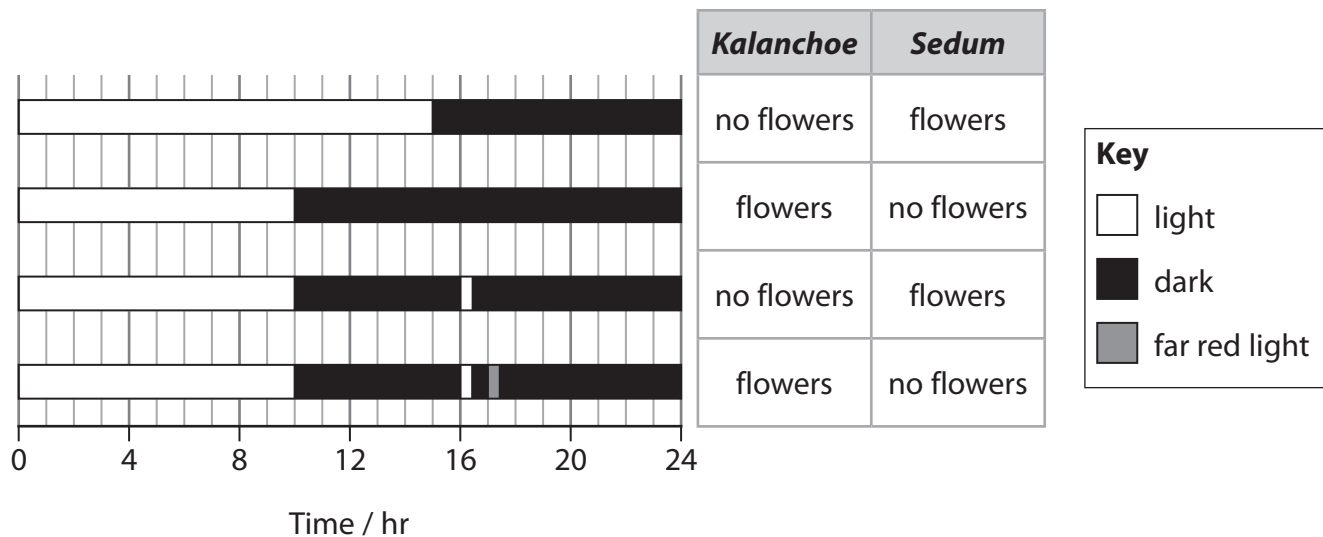 Kalanchoe Sedum
no flowers flowers
flowers no flowers
no flowers flowers
flowers no flowers
Key
light
dark
far red light
0 4 8 12 16 20 24
Time / hr